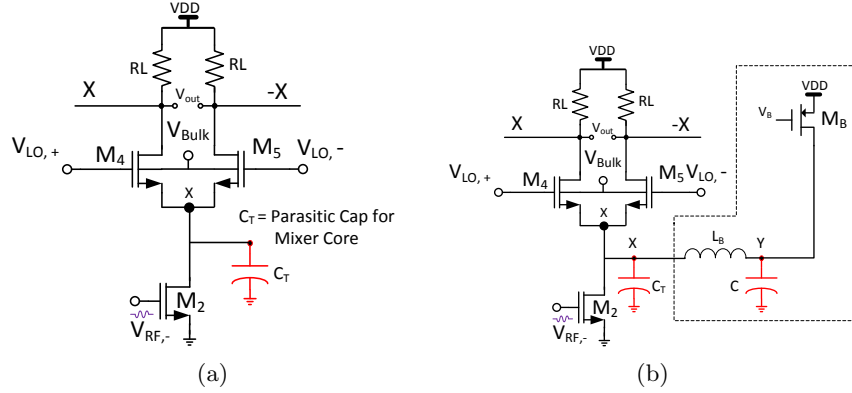 VDD
RL
RL
X
Vout
-X
VBulk
VLO,+
M4
M5
VLO,-
X
CT = Parasitic Cap for
Mixer Core
CT
M2
VRF,-
(a)
VDD
VDD
RL
RL
VB
MB
X
Vout
-X
VBulk
VLO,+
M4
M5 VLO,-
X
X
LB
Y
CT
C
M2
VRF,-
(b)